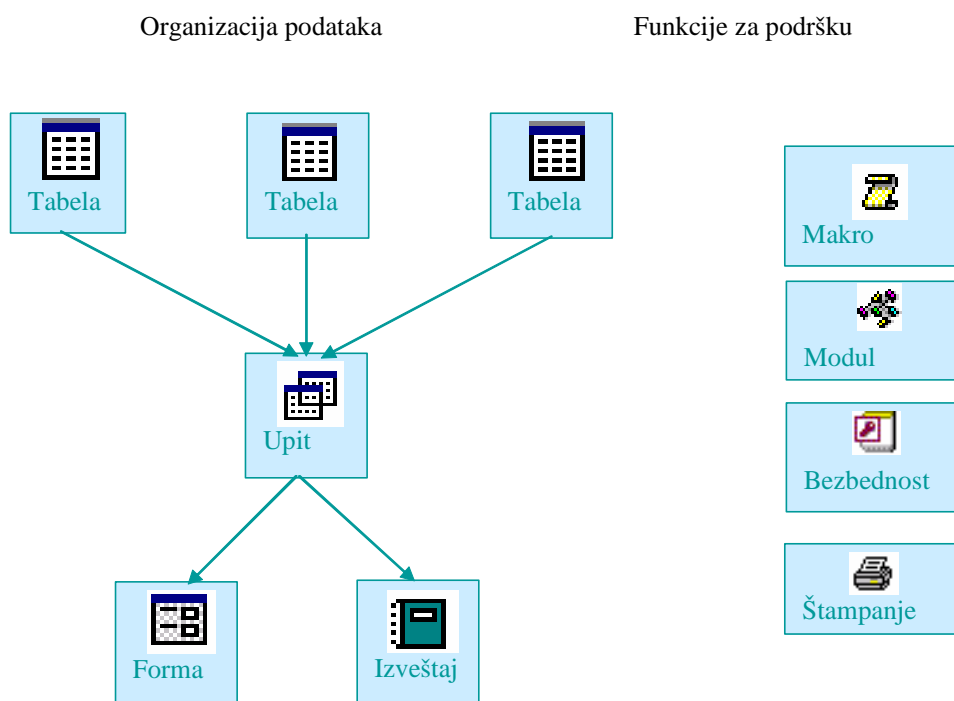 Organizacija podataka
Funkcije za podršku
Tabela
Tabela
Tabela
Upit
Forma
Izveštaj
Makro
Modul
Bezbednost
Štampanje